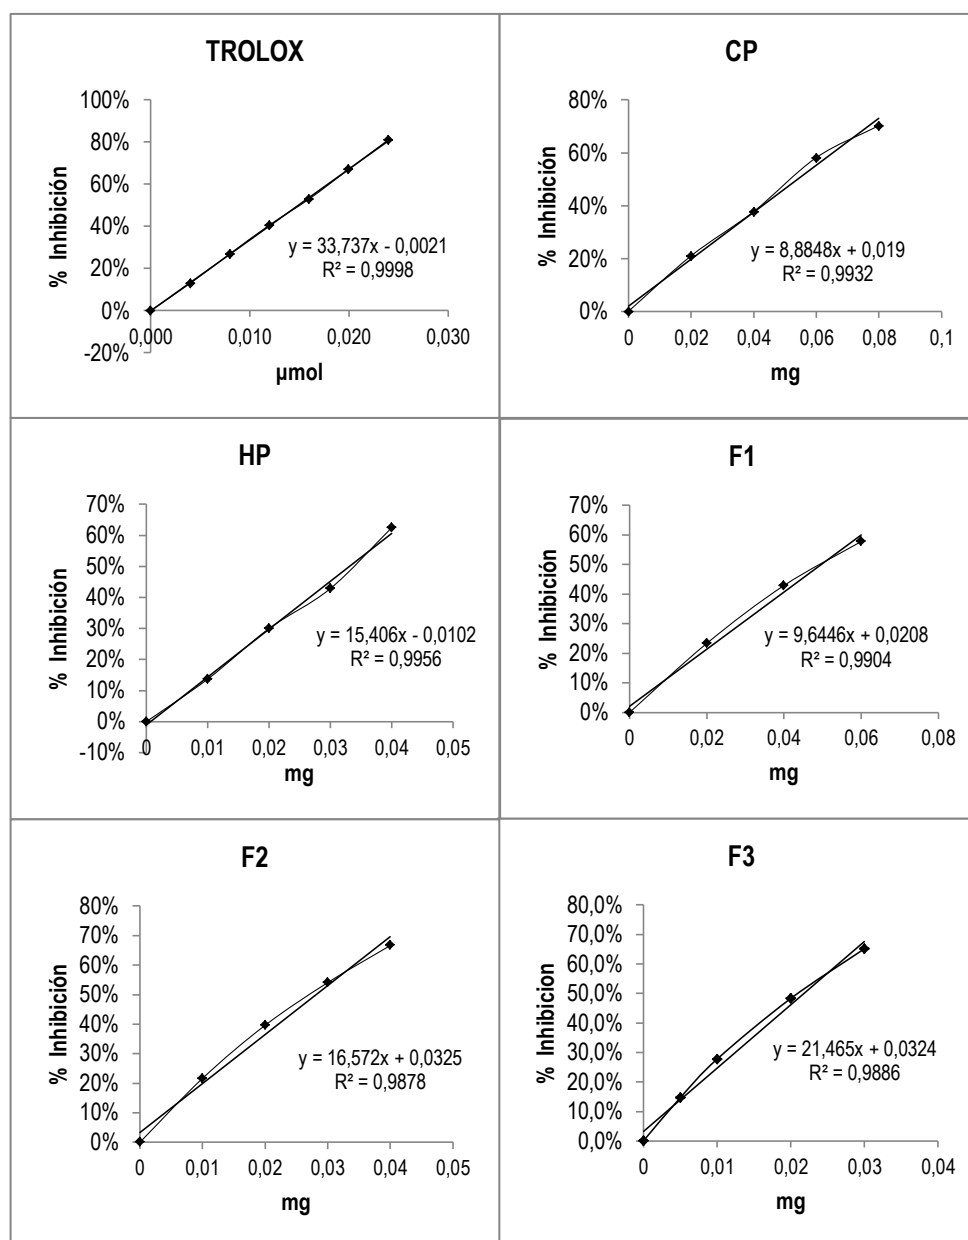 TROLOX
100%
80%
60%
40%
20%
0%
-20%
% Inhibición
y = 33,737x - 0,0021
R² = 0,9998
0,000 0,010 0,020 0,030
µmol
CP
80%
60%
40%
20%
0%
% Inhibición
y = 8,8848x + 0,019
R² = 0,9932
0 0,02 0,04 0,06 0,08 0,1
mg
HP
70%
60%
50%
40%
30%
20%
10%
0%
-10%
% Inhibición
y = 15,406x - 0,0102
R² = 0,9956
0 0,01 0,02 0,03 0,04 0,05
mg
F1
70%
60%
50%
40%
30%
20%
10%
0%
% Inhibición
y = 9,6446x + 0,0208
R² = 0,9904
0 0,02 0,04 0,06 0,08
mg
F2
80%
70%
60%
50%
40%
30%
20%
10%
0%
% Inhibición
y = 16,572x + 0,0325
R² = 0,9878
0 0,01 0,02 0,03 0,04 0,05
mg
F3
80,0%
70,0%
60,0%
50,0%
40,0%
30,0%
20,0%
10,0%
0,0%
% Inhibicion
y = 21,465x + 0,0324
R² = 0,9886
0 0,01 0,02 0,03 0,04
mg